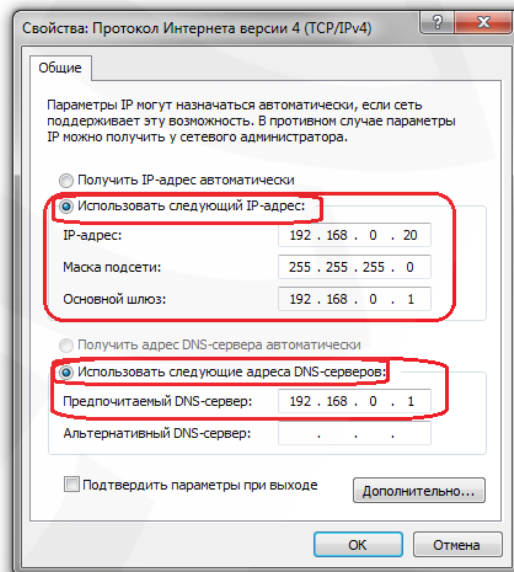 Свойства: Протокол Интернета версии 4 (TCP/IPv4)
?
Общие
Параметры IP могут назначаться автоматически, если сеть
поддерживает эту возможность. В противном случае параметры
IP можно получить у сетевого администратора.
Получить IP-адрес автоматически
Использовать следующий IP-адрес:
IP-адрес: 192 . 168 . 0 . 20
Маска подсети: 255 . 255 . 255 . 0
Основной шлюз: 192 . 168 . 0 . 1
Получить адрес DNS-сервера автоматически
Использовать следующие адреса DNS-серверов:
Предпочитаемый DNS-сервер: 192 . 168 . 0 . 1
Альтернативный DNS-сервер: . . .
Подтвердить параметры при выходе
Дополнительно...
ОК Отмена